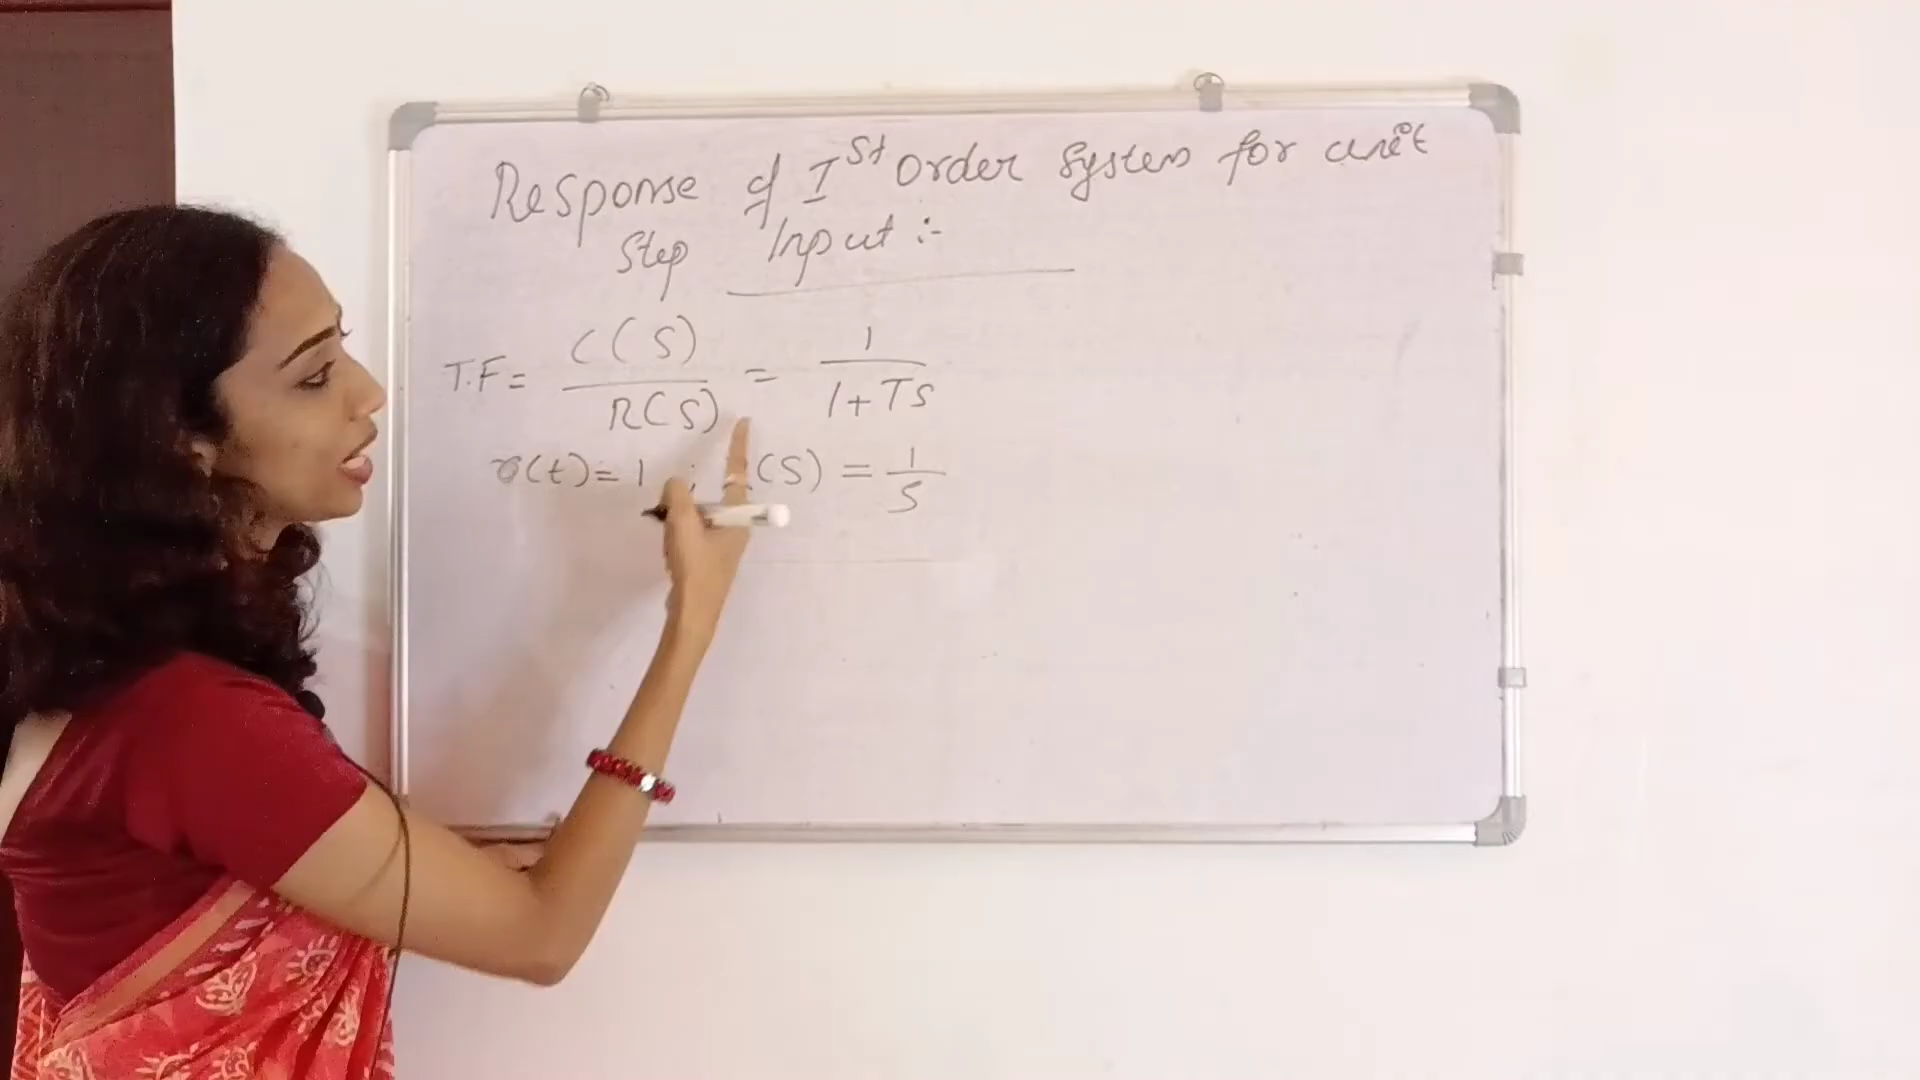 Response of Ist order system for unit
Step Input :-
T.F = C(S) / R(S) = 1 / 1+TS
r(t) = 1 ; (S) = 1 / S